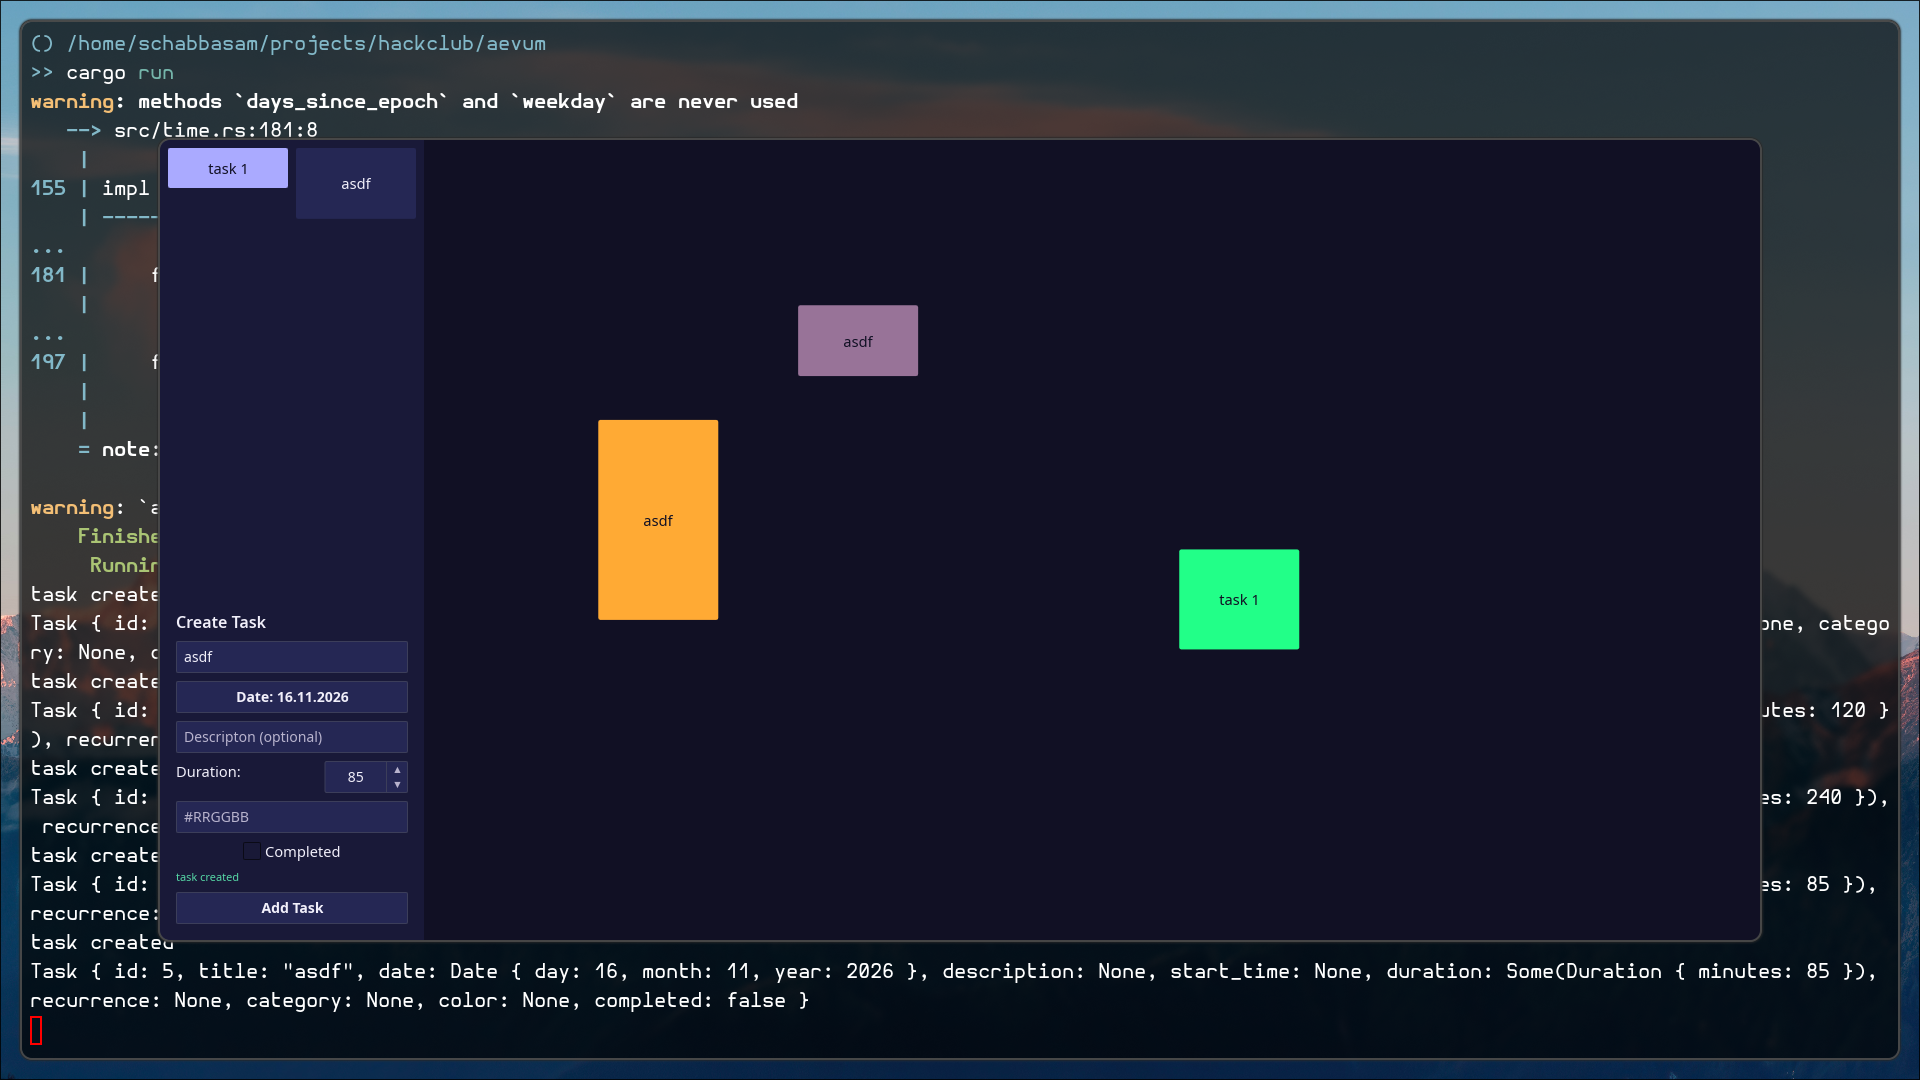 () /home/schabbasam/projects/hackclub/aevum
>> cargo run
warning: methods `days_since_epoch` and `weekday` are never used
--> src/time.rs:181:8
|
155 | impl
| -----
...
181 | f
|
...
197 | f
|
|
= note:
warning: `a
Finishe
Runnin
task create
Task { id:
one, catego
ry: None, c
task create
Task { id:
utes: 120 }
), recurren
task create
Task { id:
es: 240 }),
recurrence
task create
Task { id:
es: 85 }),
recurrence:
task created
Task { id: 5, title: "asdf", date: Date { day: 16, month: 11, year: 2026 }, description: None, start_time: None, duration: Some(Duration { minutes: 85 }),
recurrence: None, category: None, color: None, completed: false }
task 1
asdf
asdf
asdf
task 1
Create Task
asdf
Date: 16.11.2026
Descripton (optional)
Duration:
85
#RRGGBB
Completed
task created
Add Task